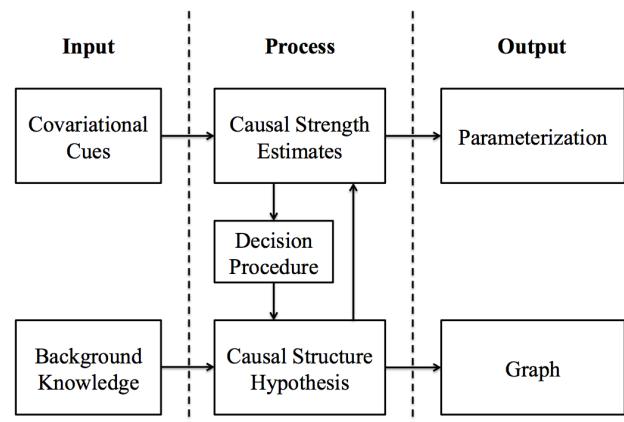 Input
Process
Output
Covariational
Cues
Causal Strength
Estimates
Parameterization
Decision
Procedure
Background
Knowledge
Causal Structure
Hypothesis
Graph